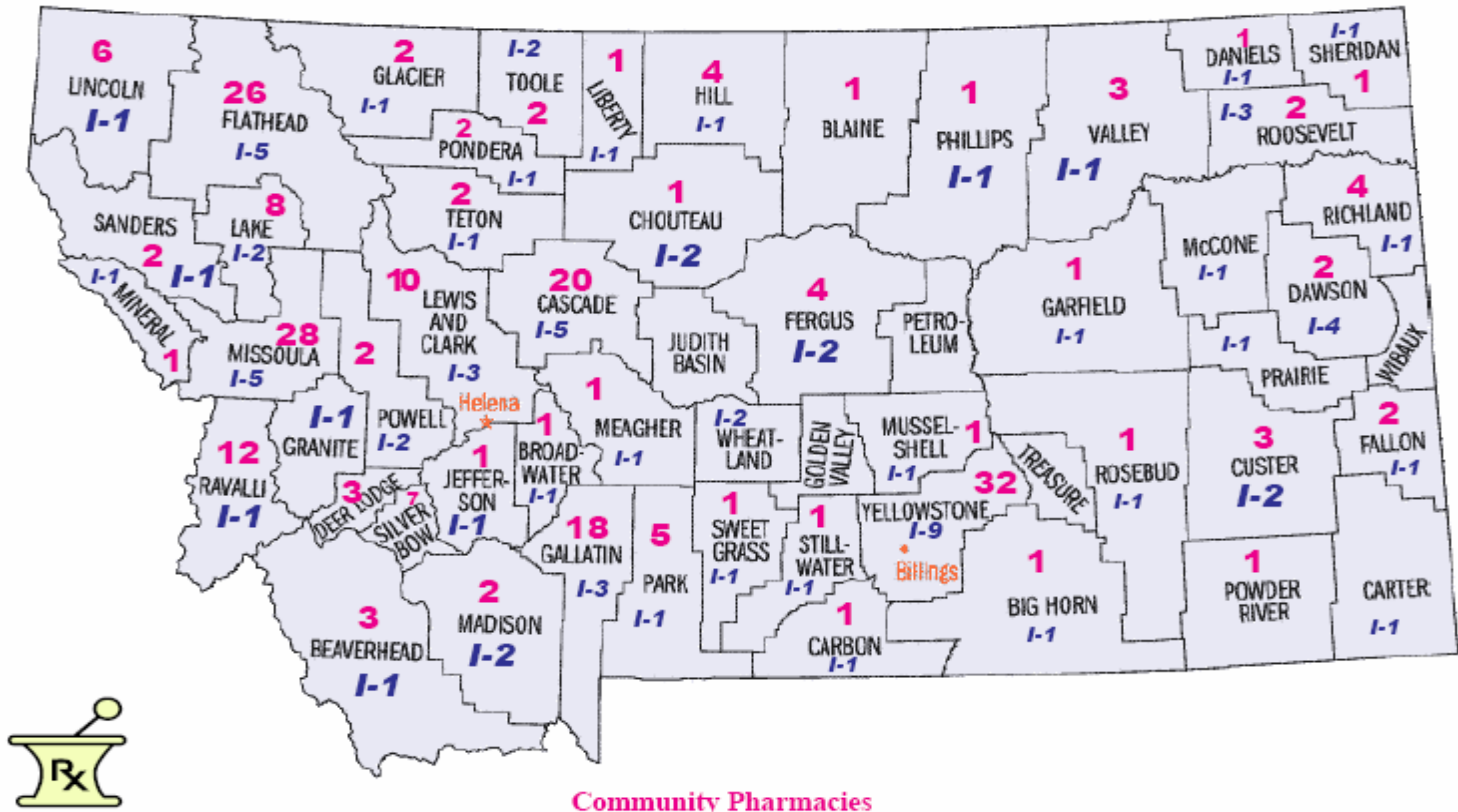 6
LINCOLN
I-1
26
FLATHEAD
I-5
2
GLACIER
I-1
I-2
TOOLE
2
1
LIBERTY
I-1
4
HILL
I-1
1
BLAINE
1
PHILLIPS
I-1
3
VALLEY
I-1
1
DANIELS
I-1
I-1
SHERIDAN
1
I-3
2
ROOSEVELT
2
PONDERA
I-1
2
TETON
I-1
1
CHOUTEAU
I-2
SANDERS
2
I-1
8
LAKE
I-2
I-1
MINERAL
1
28
MISSOULA
I-5
2
POWELL
I-2
10
LEWIS
AND
CLARK
I-3
Helena
20
CASCADE
I-5
JUDITH
BASIN
4
FERGUS
I-2
PETRO-
LEUM
1
GARFIELD
I-1
McCONE
I-1
4
RICHLAND
I-1
2
DAWSON
I-4
I-1
PRAIRIE
WIBAUX
12
RAVALLI
I-1
I-1
GRANITE
3
DEER LODGE
7
SILVER
BOW
1
JEFFER-
SON
I-1
1
BROAD-
WATER
I-1
1
MEAGHER
I-1
I-2
WHEAT-
LAND
GOLDEN
VALLEY
MUSSEL-
SHELL
1
I-1
TREASURE
1
ROSEBUD
I-1
3
CUSTER
I-2
2
FALLON
I-1
3
BEAVERHEAD
I-1
2
MADISON
I-2
18
GALLATIN
I-3
5
PARK
I-1
1
SWEET
GRASS
I-1
1
STILL-
WATER
I-1
32
YELLOWSTONE
I-9
Billings
1
CARBON
I-1
1
BIG HORN
I-1
1
POWDER
RIVER
CARTER
I-1
Rx
Community Pharmacies